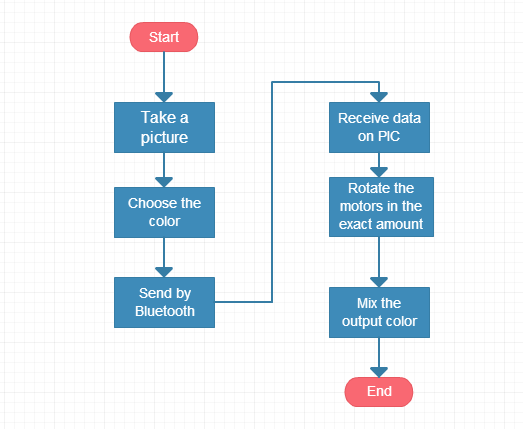 Start
Take a
picture
Choose the
color
Send by
Bluetooth
Receive data
on PIC
Rotate the
motors in the
exact amount
Mix the
output color
End